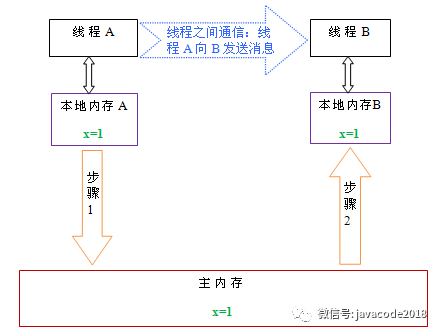 线程 A
线程之间通信：线
程 A 向 B 发送消息
线程 B
本地内存 A
x=1
本地内存B
x=1
步
骤
1
步
骤
2
主内存
x=1
微信号: javacode2018